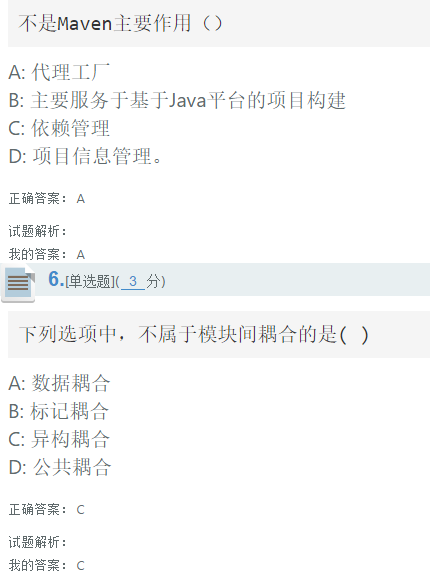 不是Maven主要作用（）
A: 代理工厂
B: 主要服务于基于Java平台的项目构建
C: 依赖管理
D: 项目信息管理。
正确答案： A
试题解析：
我的答案： A
6.[单选题](__3__分)
下列选项中，不属于模块间耦合的是( )
A: 数据耦合
B: 标记耦合
C: 异构耦合
D: 公共耦合
正确答案： C
试题解析：
我的答案： C